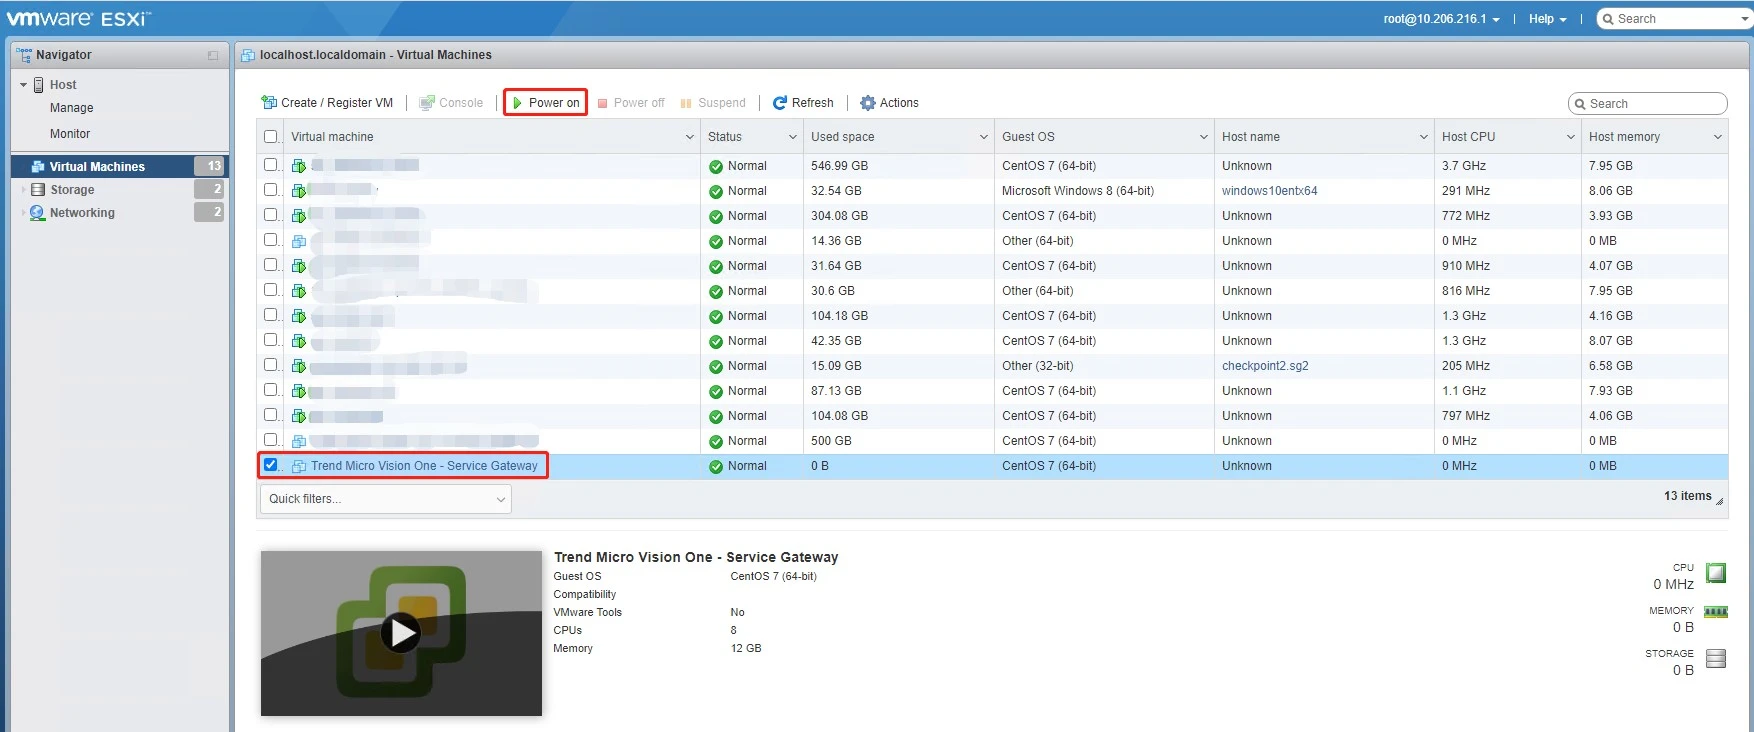 vmware ESXi™
root@10.206.216.1 | Help | Search
Navigator
localhost.localdomain - Virtual Machines
Host
Manage
Monitor
Virtual Machines 13
Storage 2
Networking 2
Create / Register VM | Console | Power on Power off Suspend | Refresh | Actions Search
Virtual machine Status Used space Guest OS Host name Host CPU Host memory
Normal 546.99 GB CentOS 7 (64-bit) Unknown 3.7 GHz 7.95 GB
Normal 32.54 GB Microsoft Windows 8 (64-bit) windows10entx64 291 MHz 8.06 GB
Normal 304.08 GB CentOS 7 (64-bit) Unknown 772 MHz 3.93 GB
Normal 14.36 GB Other (64-bit) Unknown 0 MHz 0 MB
Normal 31.64 GB CentOS 7 (64-bit) Unknown 910 MHz 4.07 GB
Normal 30.6 GB Other (64-bit) Unknown 816 MHz 7.95 GB
Normal 104.18 GB CentOS 7 (64-bit) Unknown 1.3 GHz 4.16 GB
Normal 42.35 GB CentOS 7 (64-bit) Unknown 1.3 GHz 8.07 GB
Normal 15.09 GB Other (32-bit) checkpoint2.sg2 205 MHz 6.58 GB
Normal 87.13 GB CentOS 7 (64-bit) Unknown 1.1 GHz 7.93 GB
Normal 104.08 GB CentOS 7 (64-bit) Unknown 797 MHz 4.06 GB
Normal 500 GB CentOS 7 (64-bit) Unknown 0 MHz 0 MB
Trend Micro Vision One - Service Gateway Normal 0 B CentOS 7 (64-bit) Unknown 0 MHz 0 MB
Quick filters...
13 items
Trend Micro Vision One - Service Gateway
Guest OS CentOS 7 (64-bit)
Compatibility
VMware Tools No
CPUs 8
Memory 12 GB
CPU
0 MHz
MEMORY
0 B
STORAGE
0 B